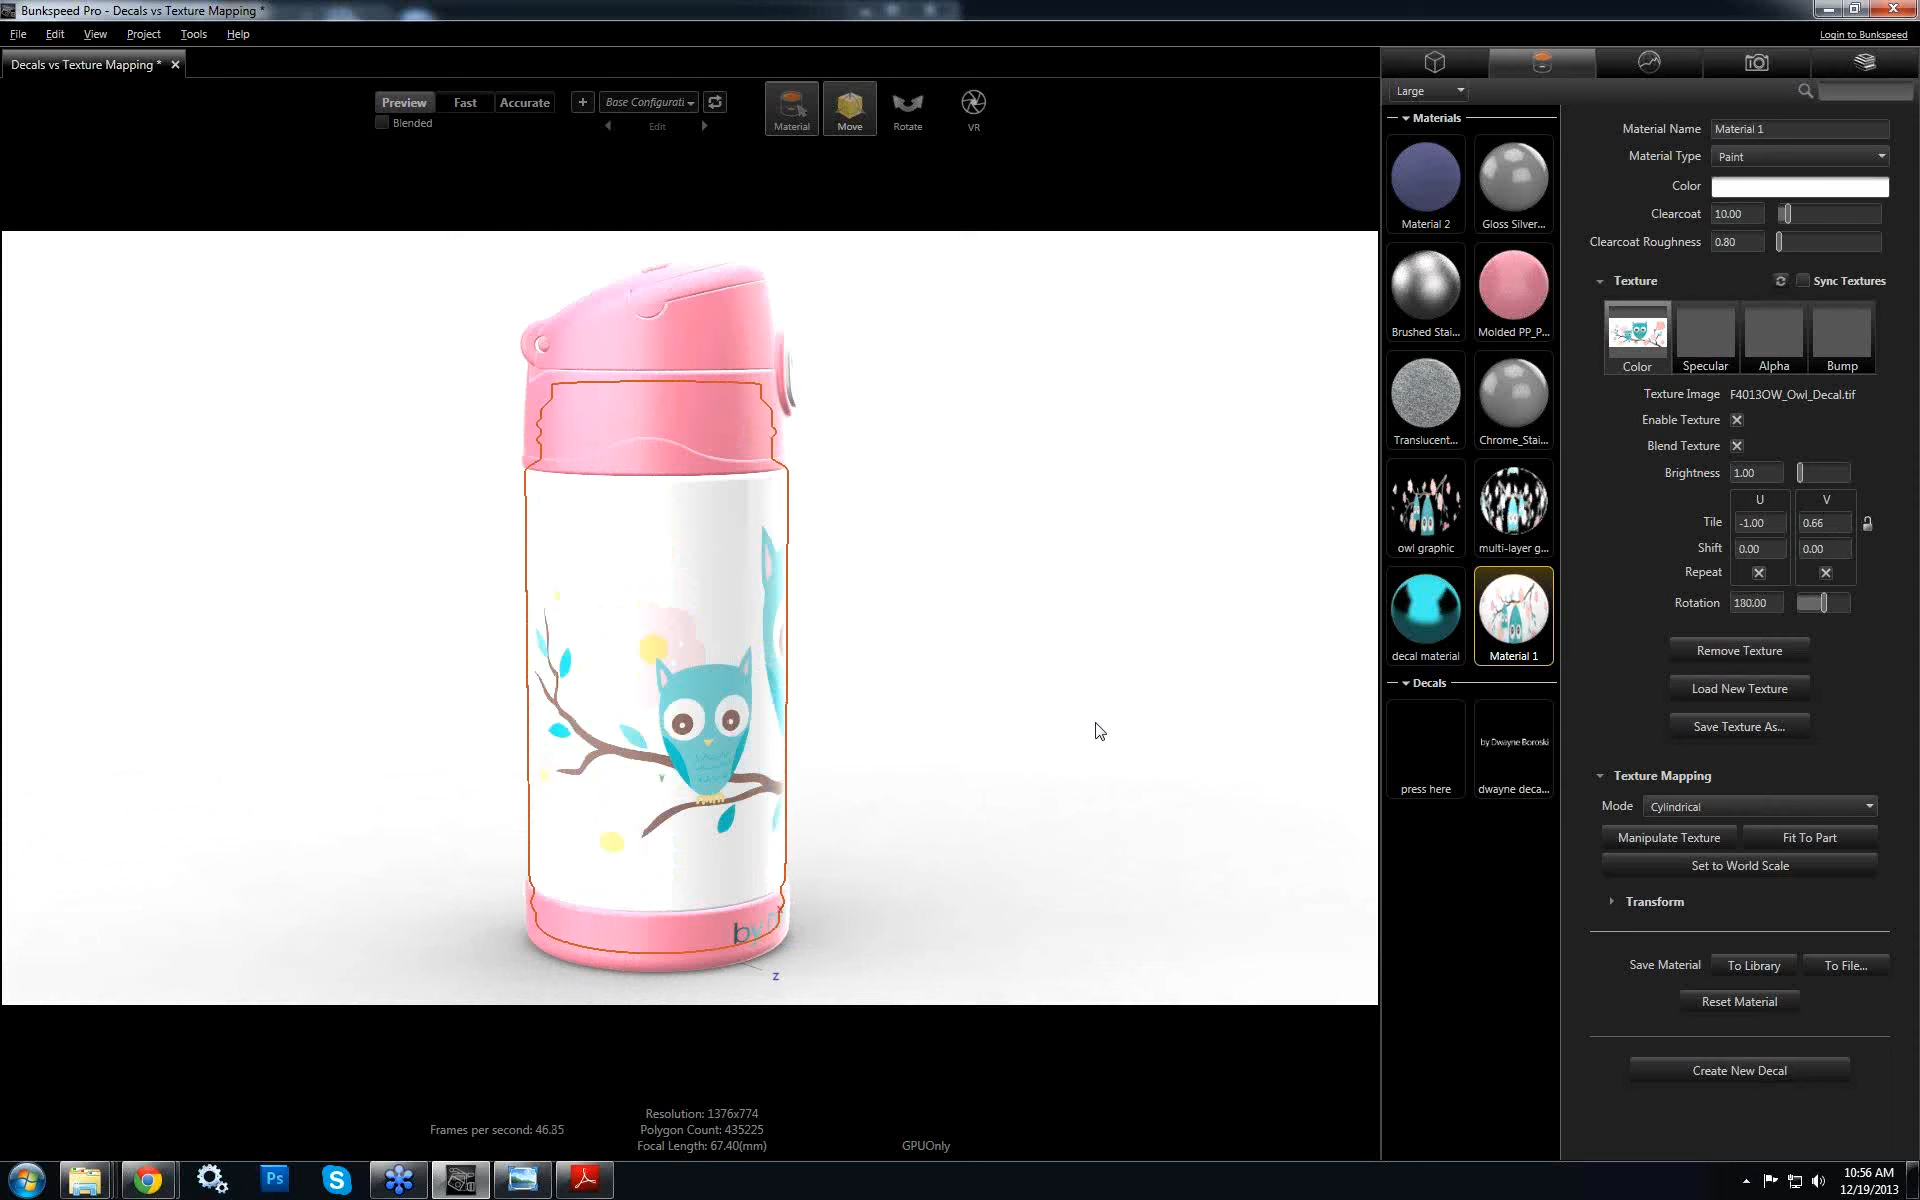 Bunkspeed Pro - Decals vs Texture Mapping *
File Edit View Project Tools Help
Login to Bunkspeed
Decals vs Texture Mapping *
Preview Fast Accurate
Blended
Base Configurati
Edit
Material
Move
Rotate
VR
Large
Materials
Material 2
Gloss Silver...
Brushed Stai...
Molded PP_P...
Translucent...
Chrome_Stai...
owl graphic
multi-layer g...
decal material
Material 1
Decals
by Dwayne Boroski
press here
dwayne deca...
Material Name Material 1
Material Type Paint
Color
Clearcoat 10.00
Clearcoat Roughness 0.80
Texture
Sync Textures
Color Specular Alpha Bump
Texture Image F4013OW_Owl_Decal.tif
Enable Texture
Blend Texture
Brightness 1.00
U V
Tile -1.00 0.66
Shift 0.00 0.00
Repeat
Rotation 180.00
Remove Texture
Load New Texture
Save Texture As...
Texture Mapping
Mode Cylindrical
Manipulate Texture Fit To Part
Set to World Scale
Transform
Save Material To Library To File...
Reset Material
Create New Decal
by
Y
X
Z
Frames per second: 46.35
Resolution: 1376x774
Polygon Count: 435225
Focal Length: 67.40(mm)
GPUOnly
Ps
10:56 AM
12/19/2013